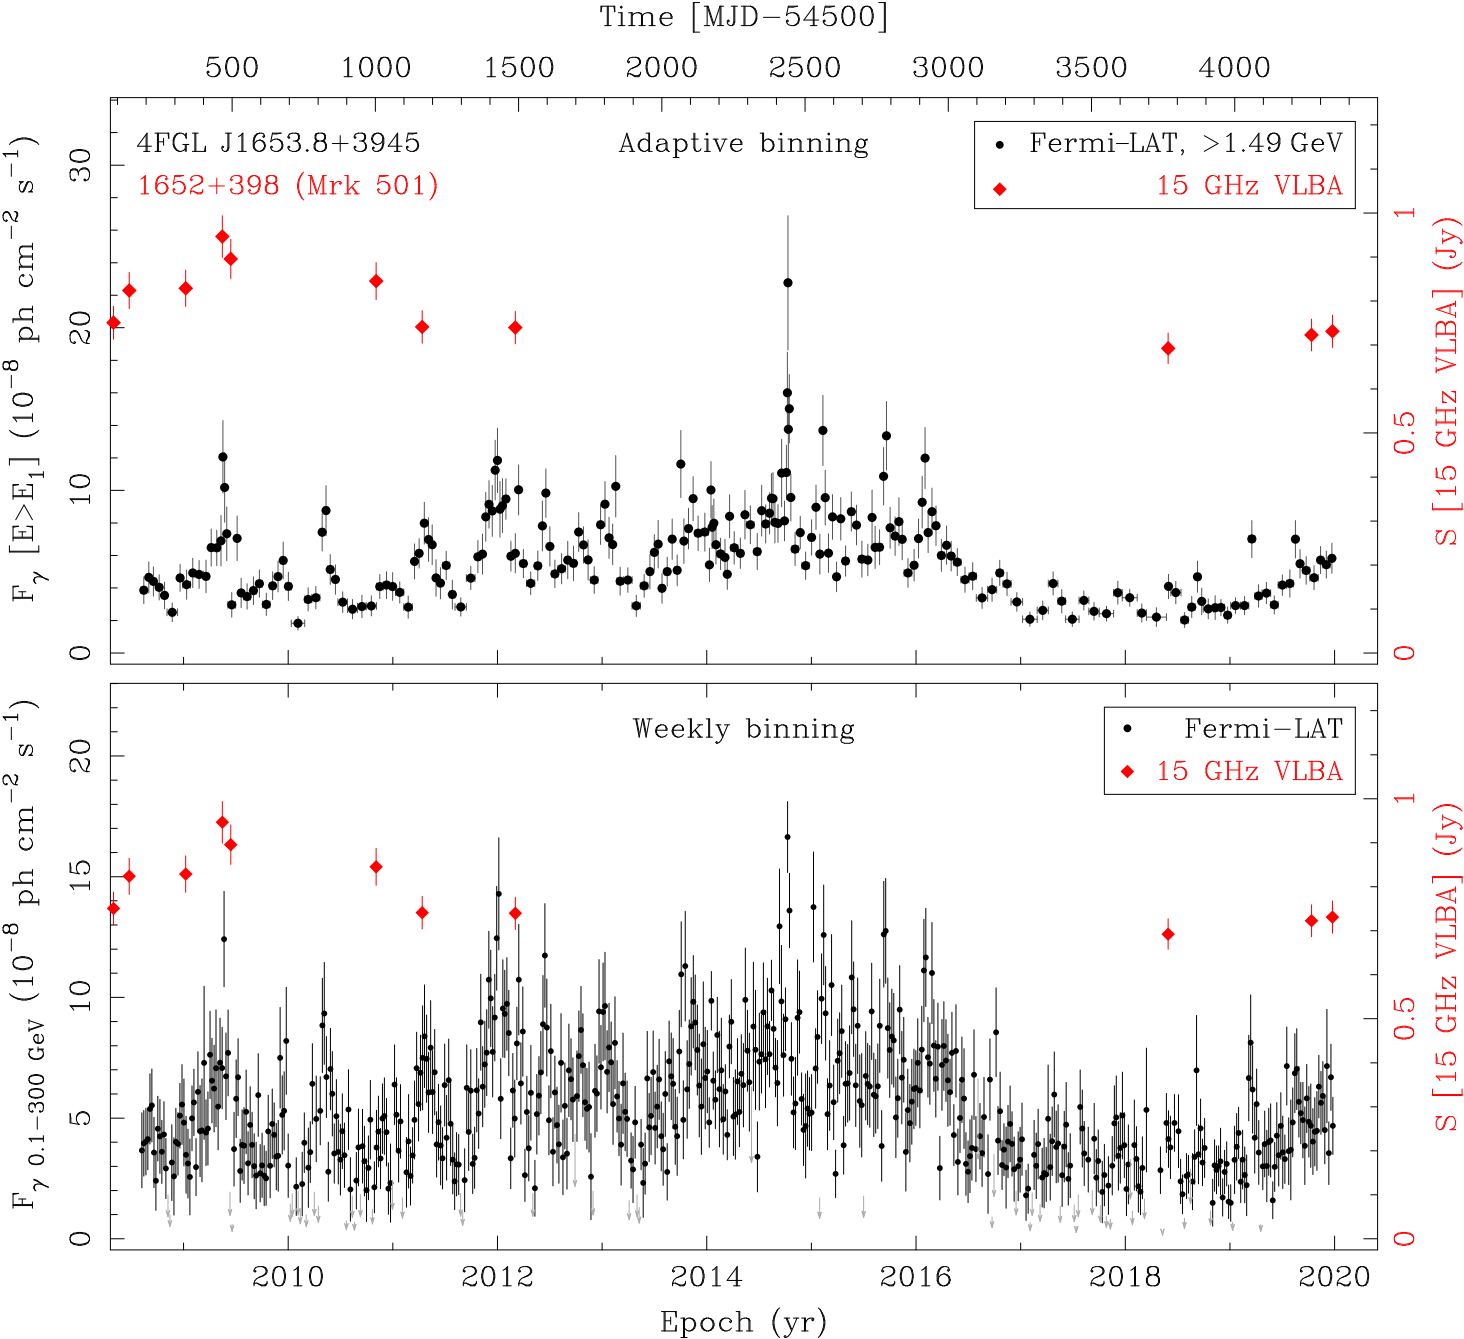 Time [MJD−54500]
500 1000 1500 2000 2500 3000 3500 4000
4FGL J1653.8+3945
1652+398 (Mrk 501)
Adaptive binning
Fermi−LAT, >1.49 GeV
15 GHz VLBA
F_γ [E>E_1] (10^−8 ph cm^−2 s^−1)
30
20
10
0
1
0.5
0
S [15 GHz VLBA] (Jy)
Weekly binning
Fermi−LAT
15 GHz VLBA
F_γ 0.1−300 GeV (10^−8 ph cm^−2 s^−1)
20
15
10
5
0
1
0.5
0
S [15 GHz VLBA] (Jy)
2010 2012 2014 2016 2018 2020
Epoch (yr)